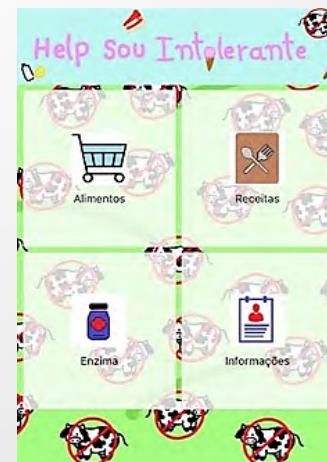 Help Sou Intolerante
Alimentos
Receitas
Enzima
Informações